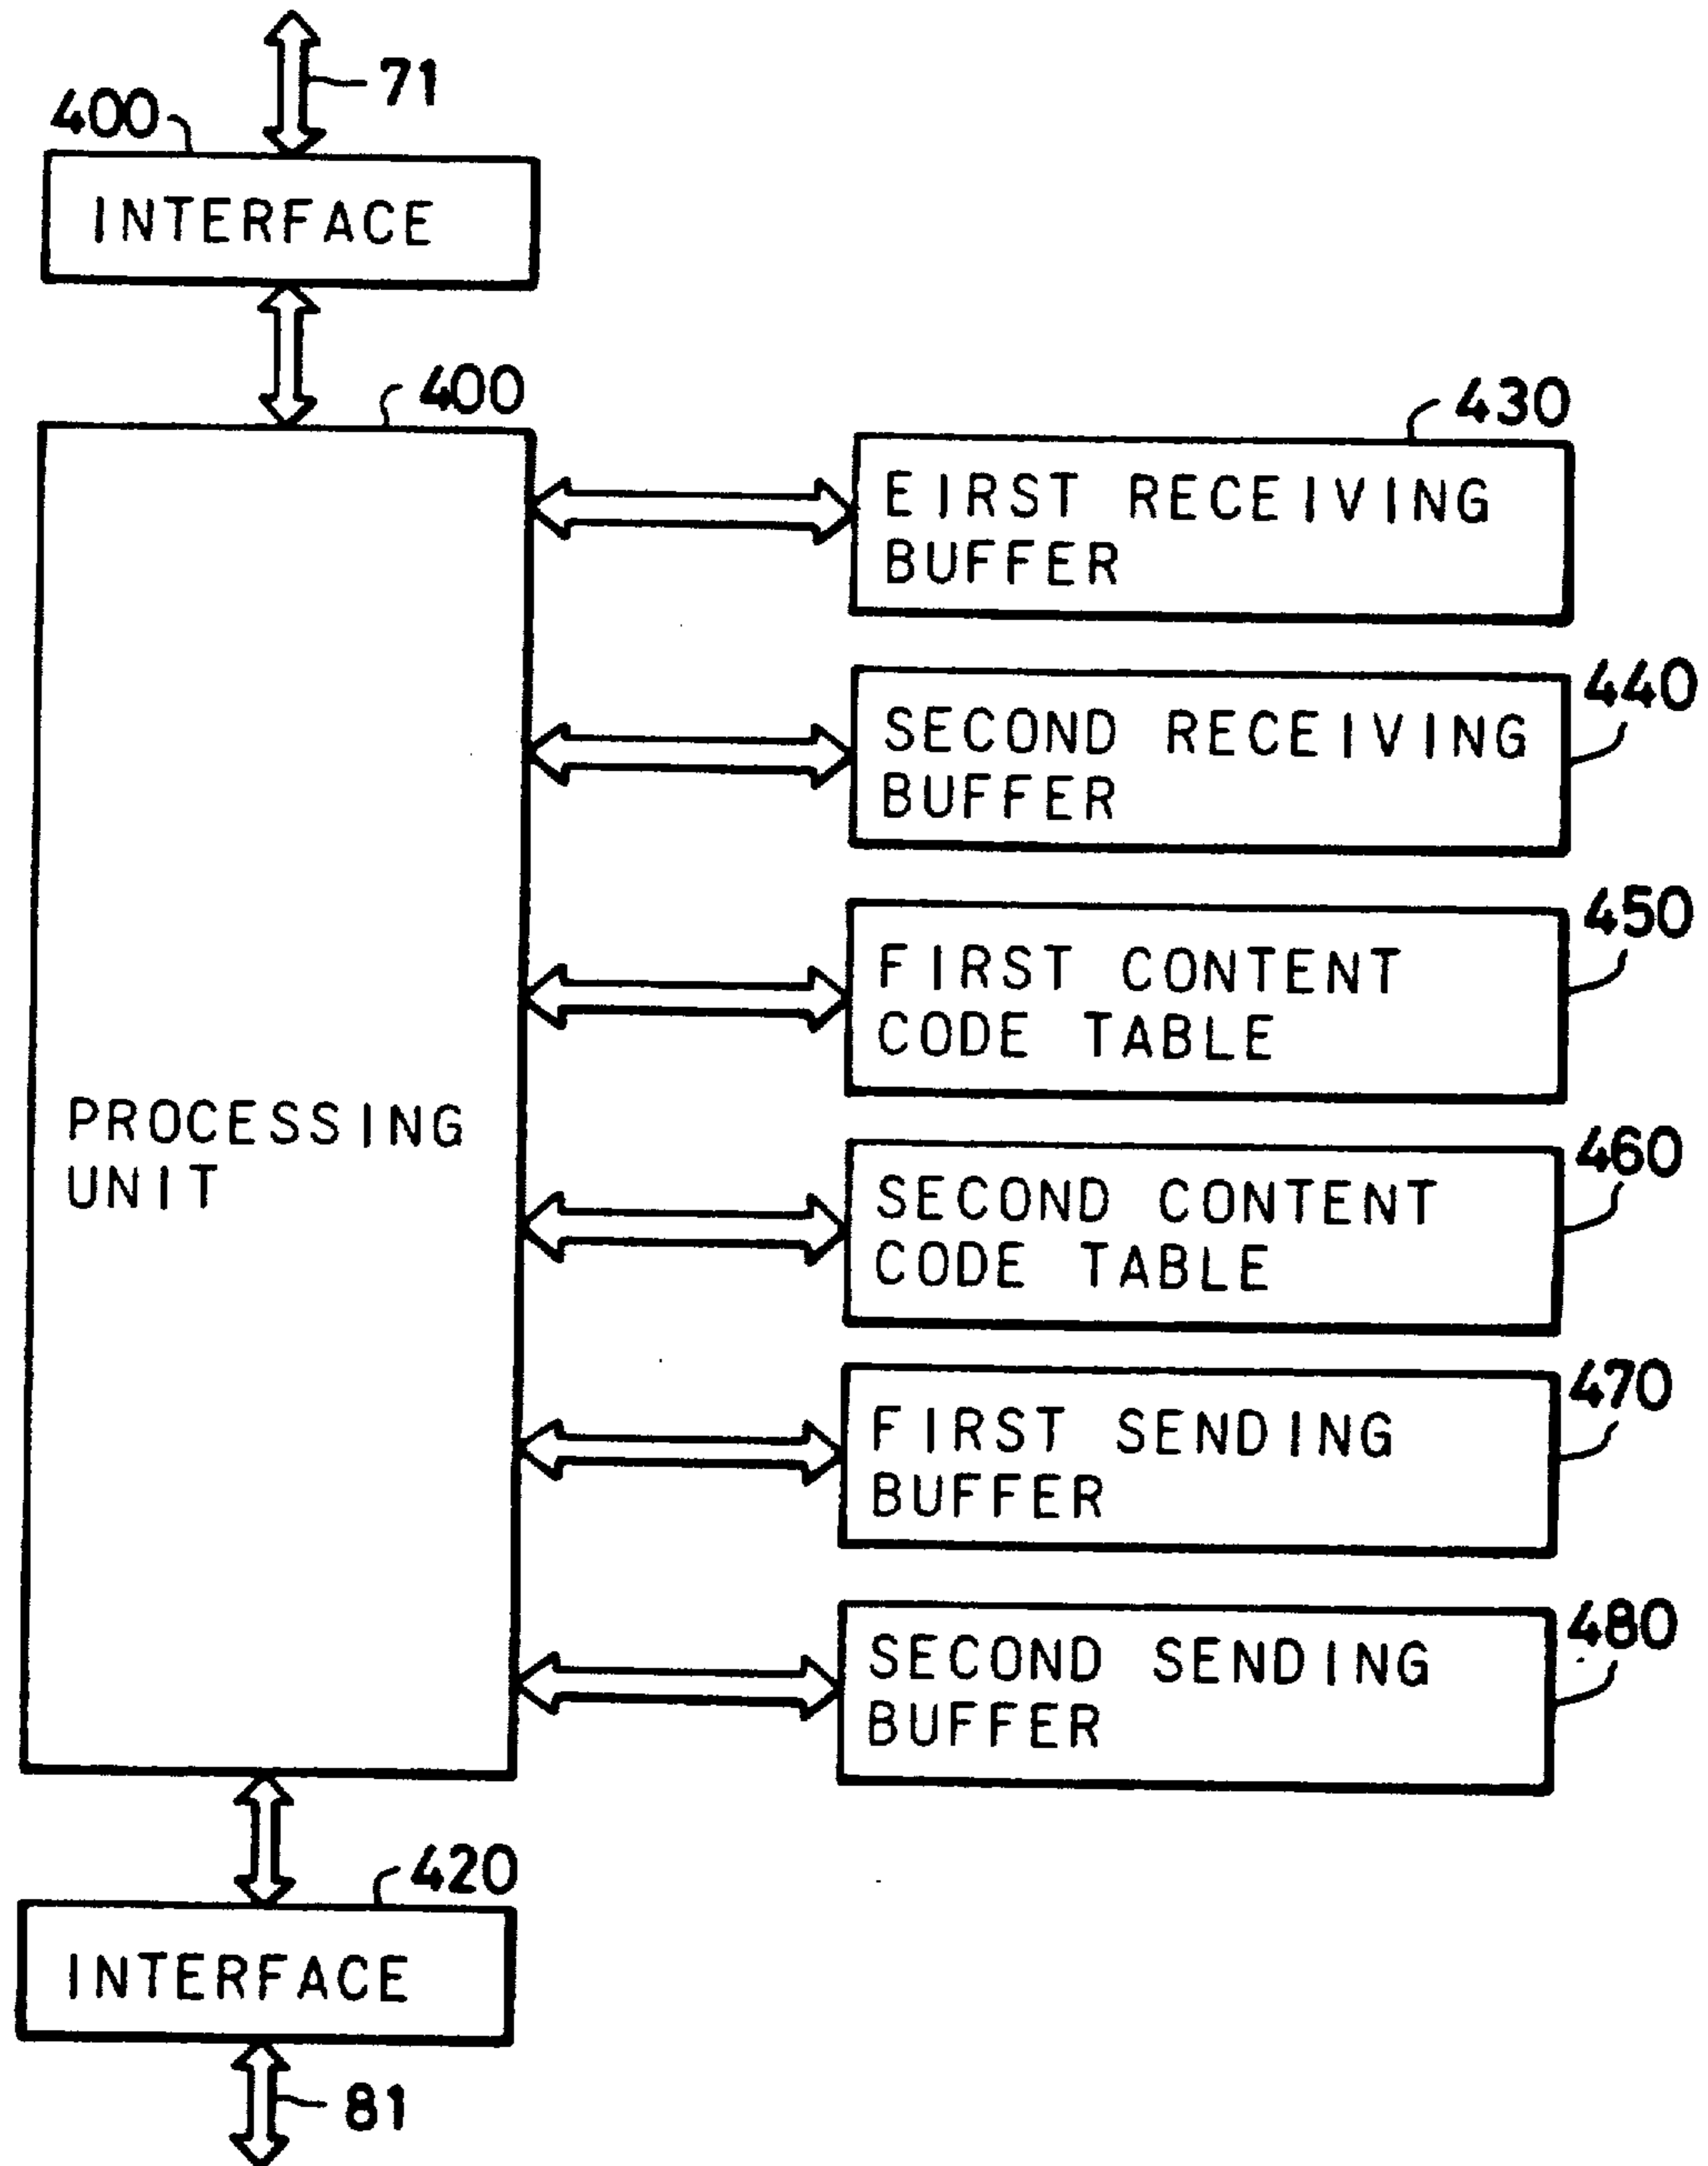 71
400
INTERFACE
400
430
EIRST RECEIVING
BUFFER
440
SECOND RECEIVING
BUFFER
450
FIRST CONTENT
CODE TABLE
PROCESSING
UNIT
460
SECOND CONTENT
CODE TABLE
470
FIRST SENDING
BUFFER
480
SECOND SENDING
BUFFER
420
INTERFACE
81